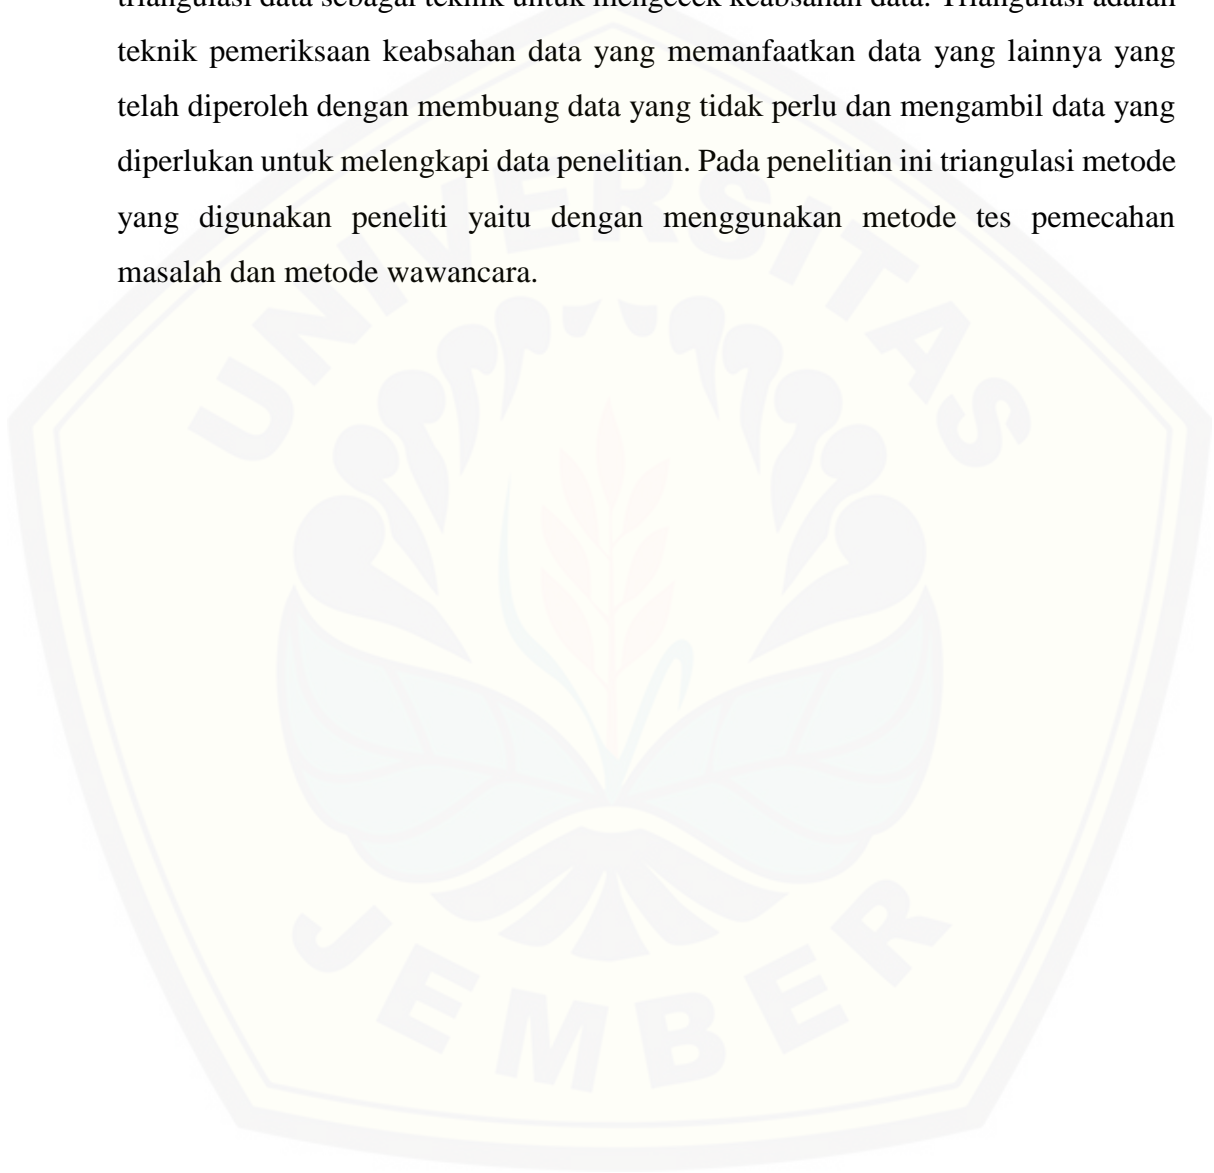 triangulasi data sebagai teknik untuk mengecek keabsahan data. Triangulasi adalah
teknik pemeriksaan keabsahan data yang memanfaatkan data yang lainnya yang
telah diperoleh dengan membuang data yang tidak perlu dan mengambil data yang
diperlukan untuk melengkapi data penelitian. Pada penelitian ini triangulasi metode
yang digunakan peneliti yaitu dengan menggunakan metode tes pemecahan
masalah dan metode wawancara.
UNIVERSITAS
JEMBER